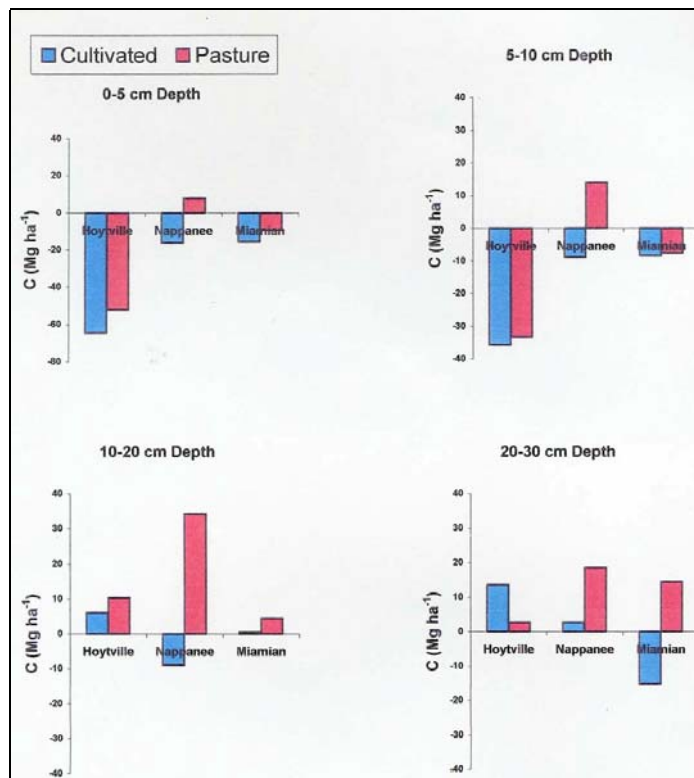 Cultivated Pasture
0-5 cm Depth
C (Mg ha-1)
40
20
0
-20
-40
-60
-80
Hoytville Nappanee Miamian
5-10 cm Depth
C (Mg ha-1)
40
30
20
10
0
-10
-20
-30
-40
Hoytville Nappanee Miamian
10-20 cm Depth
C (Mg ha-1)
40
30
20
10
0
-10
-20
-30
-40
Hoytville Nappanee Miamian
20-30 cm Depth
C (Mg ha-1)
40
30
20
10
0
-10
-20
-30
-40
Hoytville Nappanee Miamian